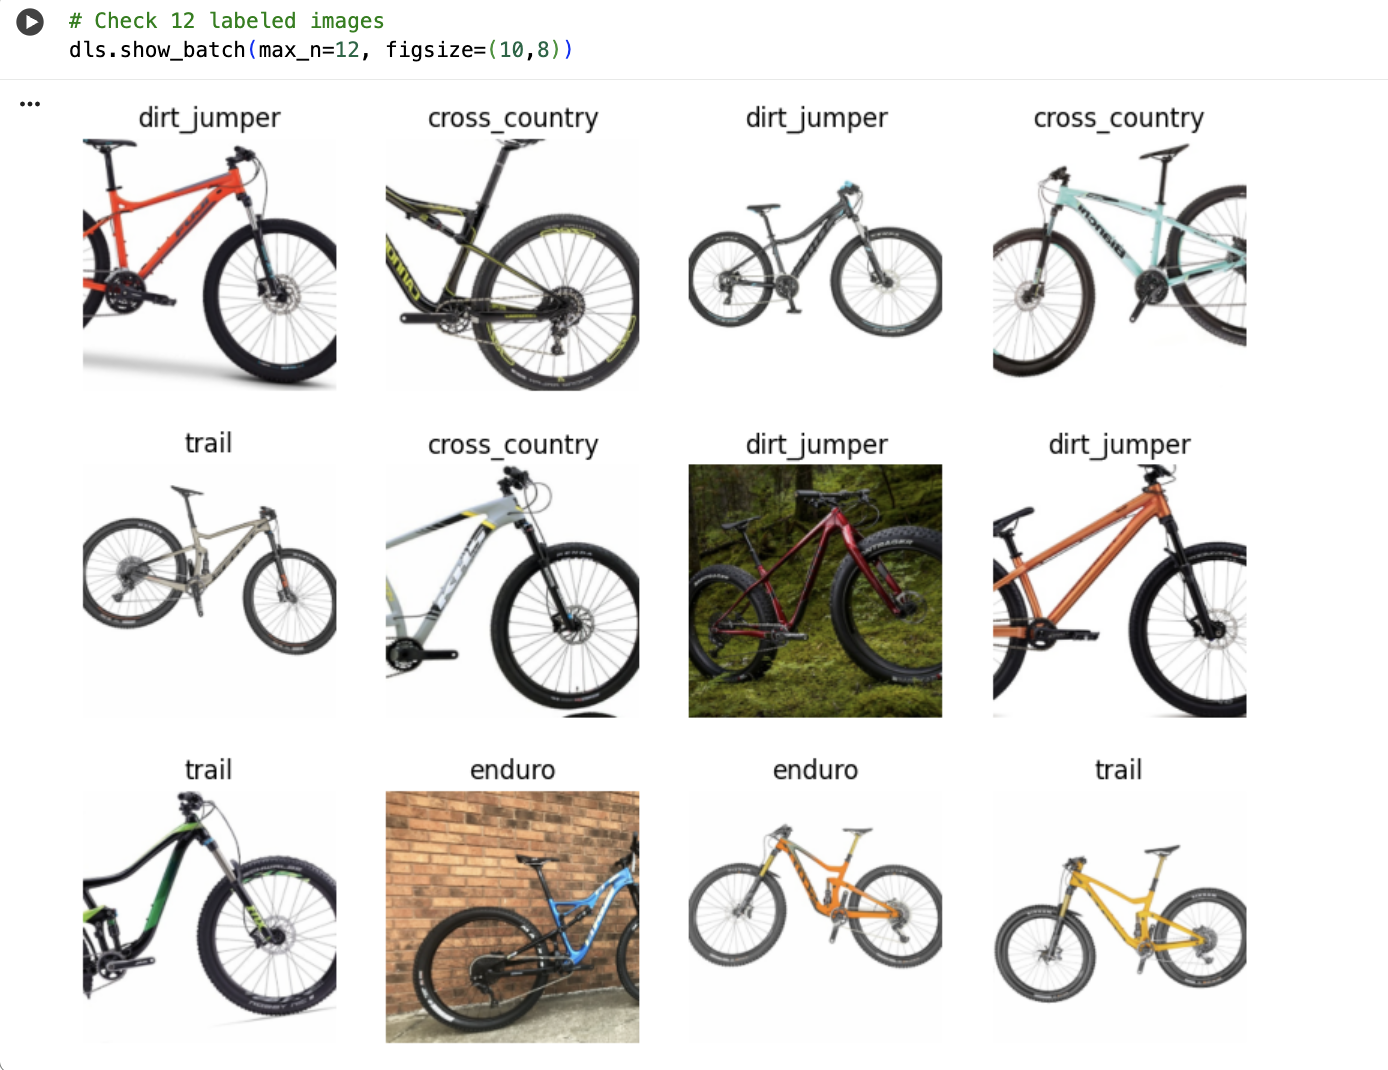 # Check 12 labeled images
dls.show_batch(max_n=12, figsize=(10,8))
dirt_jumper cross_country dirt_jumper cross_country
trail cross_country dirt_jumper dirt_jumper
trail enduro enduro trail